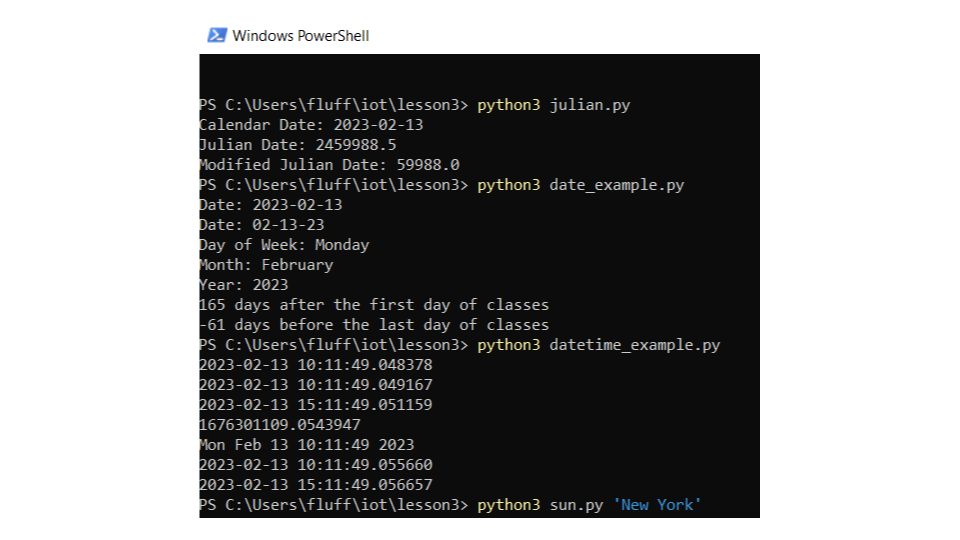 Windows PowerShell
PS C:\Users\fluff\iot\lesson3> python3 julian.py
Calendar Date: 2023-02-13
Julian Date: 2459988.5
Modified Julian Date: 59988.0
PS C:\Users\fluff\iot\lesson3> python3 date_example.py
Date: 2023-02-13
Date: 02-13-23
Day of Week: Monday
Month: February
Year: 2023
165 days after the first day of classes
-61 days before the last day of classes
PS C:\Users\fluff\iot\lesson3> python3 datetime_example.py
2023-02-13 10:11:49.048378
2023-02-13 10:11:49.049167
2023-02-13 15:11:49.051159
1676301109.0543947
Mon Feb 13 10:11:49 2023
2023-02-13 10:11:49.055660
2023-02-13 15:11:49.056657
PS C:\Users\fluff\iot\lesson3> python3 sun.py 'New York'